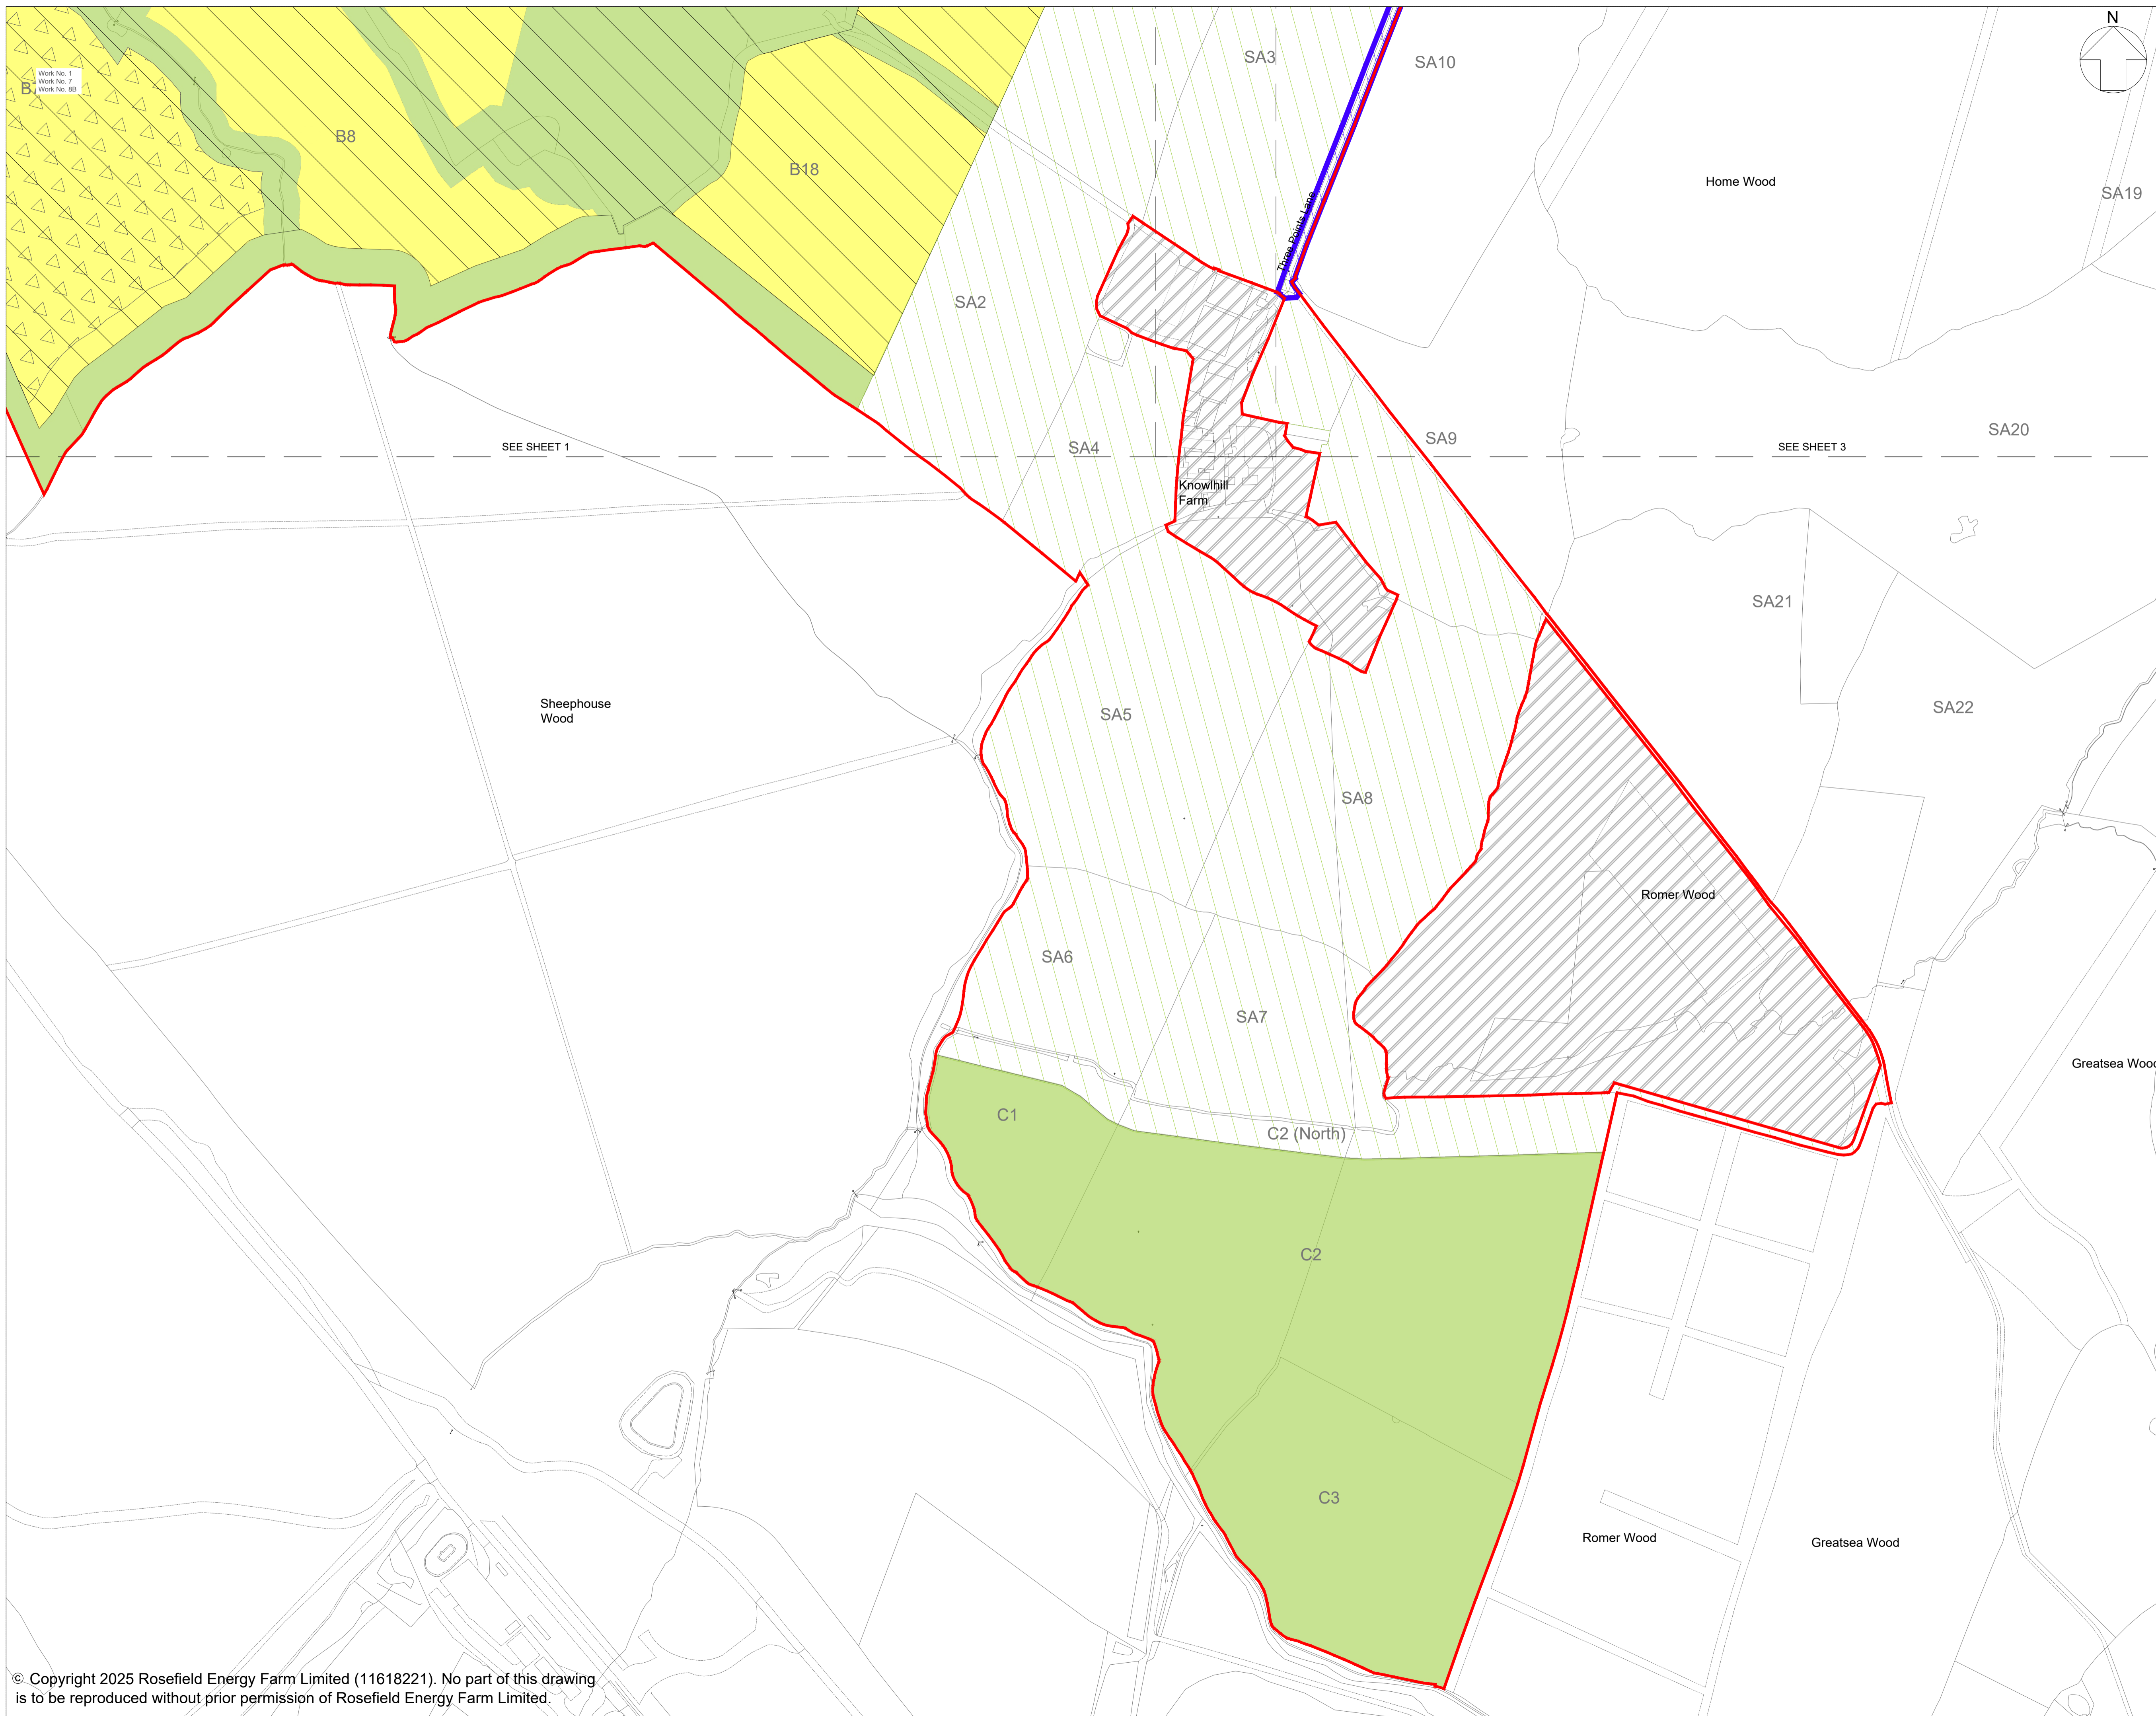 N
SA3
SA10
Work No. 1
Work No. 7
Work No. 8B
B8
B18
Home Wood
SA19
Three Points Lane
SA2
SEE SHEET 1
SA4
SA9
SEE SHEET 3
SA20
Knowlhill
Farm
SA21
Sheephouse
Wood
SA5
SA22
SA8
Romer Wood
SA6
SA7
Greatsea Wood
C1
C2 (North)
C2
C3
Romer Wood
Greatsea Wood
© Copyright 2025 Rosefield Energy Farm Limited (11618221). No part of this drawing
is to be reproduced without prior permission of Rosefield Energy Farm Limited.